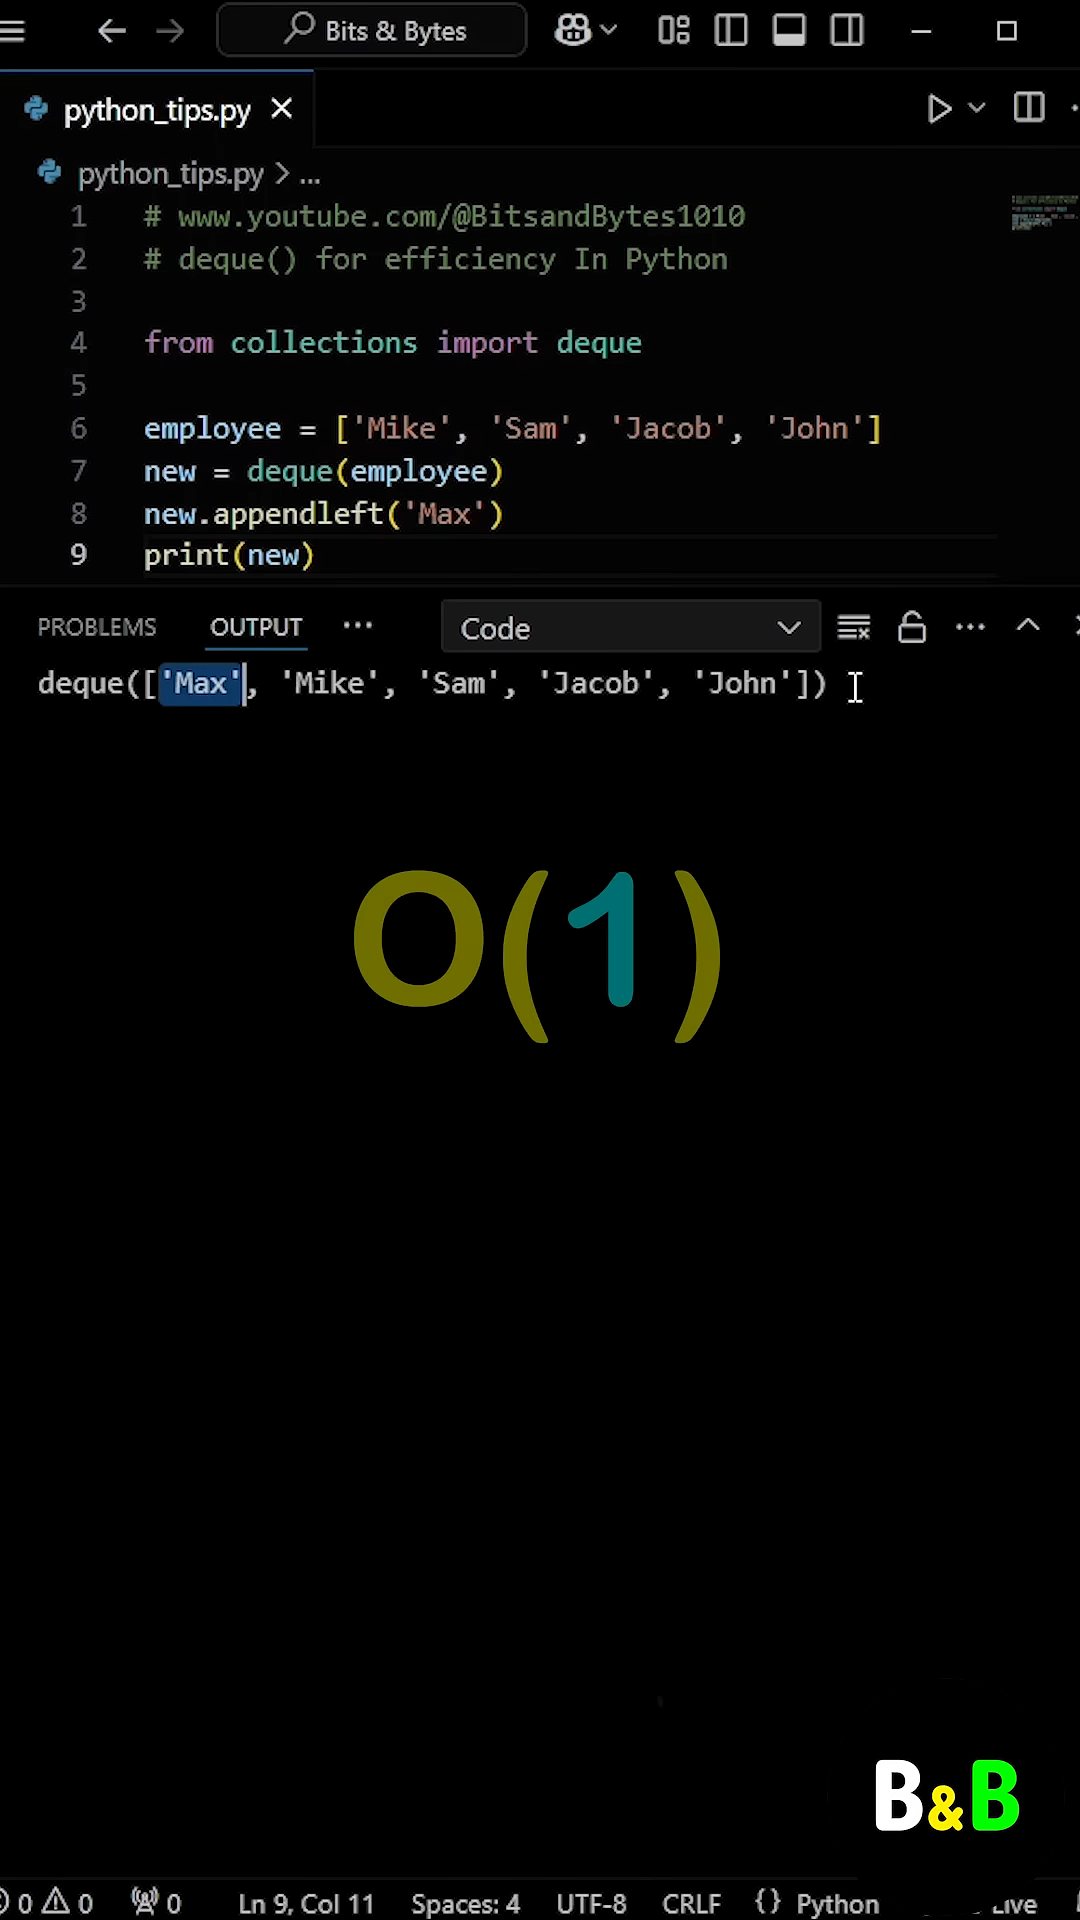 Bits & Bytes
python_tips.py
python_tips.py > ...
1 # www.youtube.com/@BitsandBytes1010
2 # deque() for efficiency In Python
3
4 from collections import deque
5
6 employee = ['Mike', 'Sam', 'Jacob', 'John']
7 new = deque(employee)
8 new.appendleft('Max')
9 print(new)
PROBLEMS OUTPUT ... Code ...
deque(['Max', 'Mike', 'Sam', 'Jacob', 'John'])
O(1)
B&B
0 0 0 Ln 9, Col 11 Spaces: 4 UTF-8 CRLF {} Python